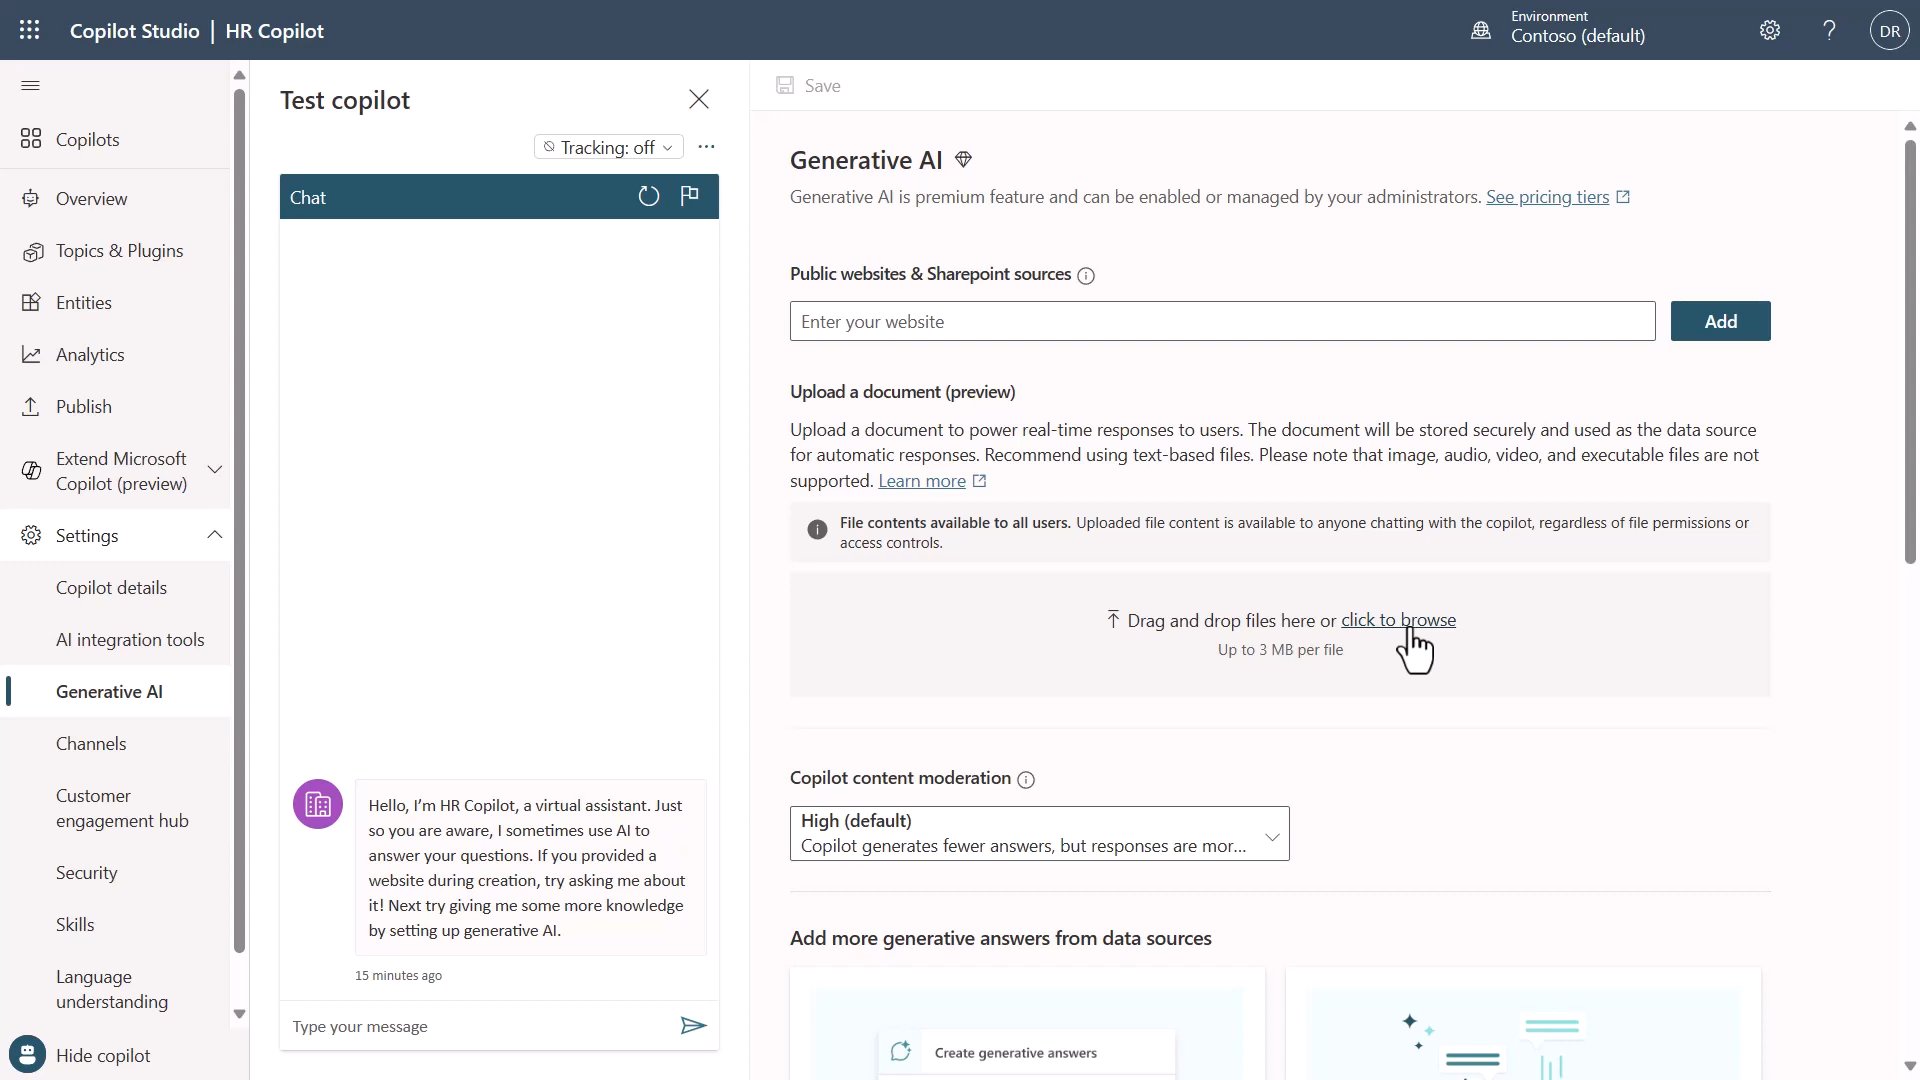 Copilot Studio | HR Copilot
Environment
Contoso (default)
DR
Copilots
Overview
Topics & Plugins
Entities
Analytics
Publish
Extend Microsoft
Copilot (preview)
Settings
Copilot details
AI integration tools
Generative AI
Channels
Customer
engagement hub
Security
Skills
Language
understanding
Hide copilot
Test copilot
Tracking: off
Chat
Hello, I'm HR Copilot, a virtual assistant. Just
so you are aware, I sometimes use AI to
answer your questions. If you provided a
website during creation, try asking me about
it! Next try giving me some more knowledge
by setting up generative AI.
15 minutes ago
Type your message
Save
Generative AI
Generative AI is premium feature and can be enabled or managed by your administrators. See pricing tiers
Public websites & Sharepoint sources
Enter your website
Add
Upload a document (preview)
Upload a document to power real-time responses to users. The document will be stored securely and used as the data source
for automatic responses. Recommend using text-based files. Please note that image, audio, video, and executable files are not
supported. Learn more
File contents available to all users. Uploaded file content is available to anyone chatting with the copilot, regardless of file permissions or
access controls.
Drag and drop files here or click to browse
Up to 3 MB per file
Copilot content moderation
High (default)
Copilot generates fewer answers, but responses are mor...
Add more generative answers from data sources
Create generative answers